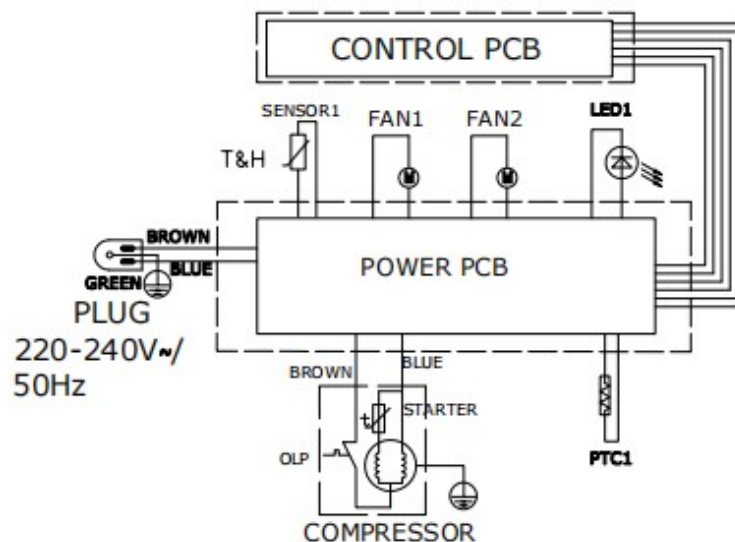 CONTROL PCB
SENSOR1
FAN1
FAN2
LED1
T&H
M
M
BROWN
BLUE
GREEN
POWER PCB
PLUG
220-240V~/
50Hz
BROWN
BLUE
t
STARTER
OLP
PTC1
COMPRESSOR